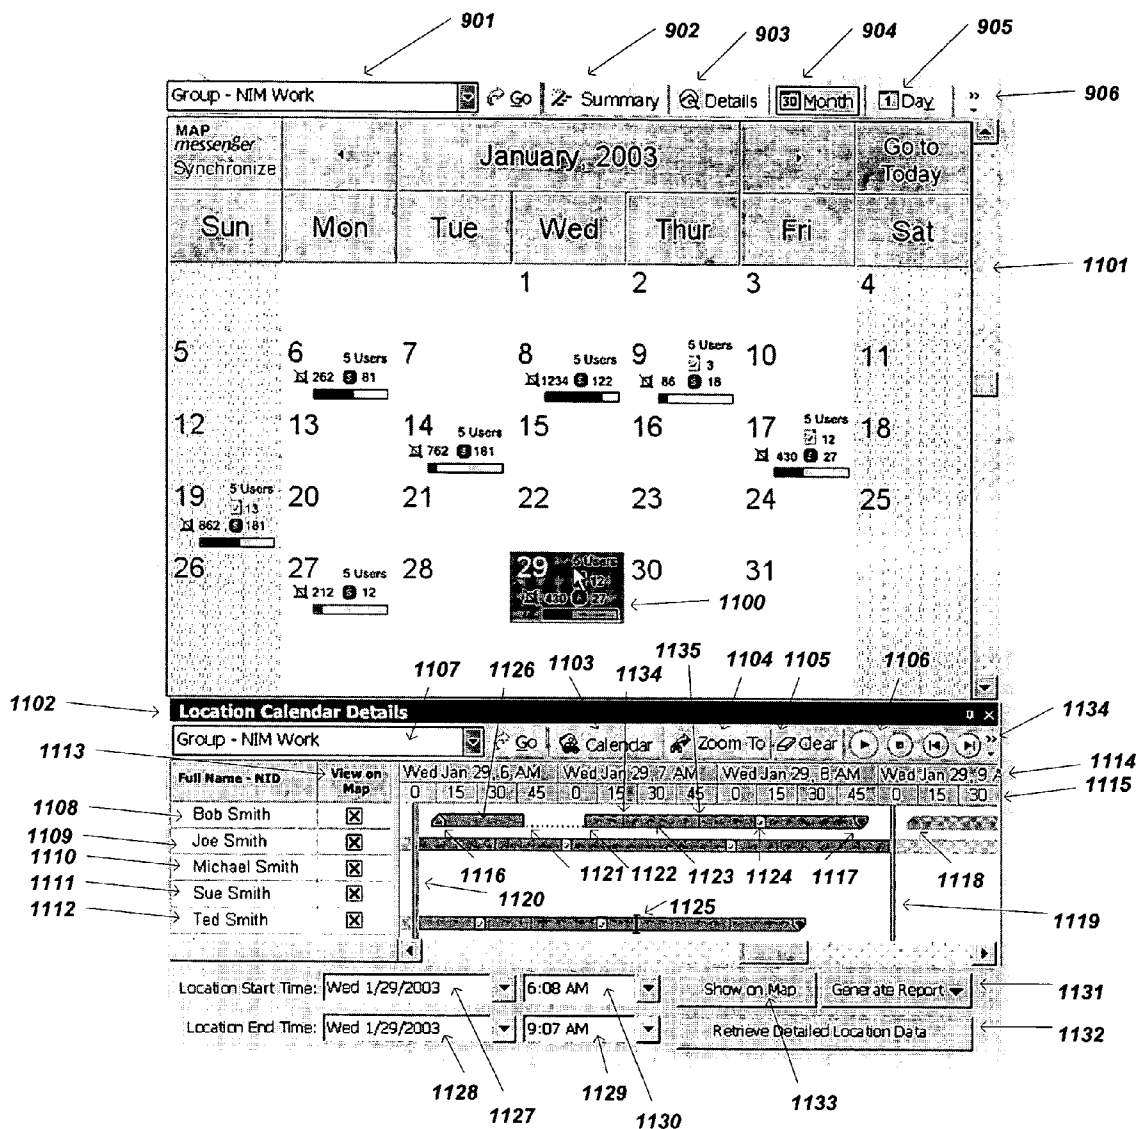 901
902
903
904
905
906
Group - NIM Work
Go
Summary
Details
30 Month
1 Day
»
MAP
messenger
Synchronize
January, 2003
Go to
Today
Sun Mon Tue Wed Thur Fri Sat
1101
1 2 3 4
5 6 7 8 9 10 11
5 Users
262 S 81
5 Users
1234 S 122
5 Users
3
86 S 18
12 13 14 15 16 17 18
5 Users
762 S 181
5 Users
12
430 S 27
19 20 21 22 23 24 25
5 Users
13
862 S 181
26 27 28 29 30 31
5 Users
212 S 12
5 Users
12
430 S 27
1100
1102
1107
1126
1103
1134
1135
1104
1105
1106
1134
Location Calendar Details
Group - NIM Work
Go
Calendar
Zoom To
Clear
»
1113
Full Name - NID
View on
Map
Wed Jan 29, 6 AM Wed Jan 29, 7 AM Wed Jan 29, 8 AM Wed Jan 29, 9 A
0 15 30 45 0 15 30 45 0 15 30 45 0 15 30
1114
1115
1108 Bob Smith
1109 Joe Smith
1110 Michael Smith
1111 Sue Smith
1112 Ted Smith
1116
1121
1122
1123
1124
1117
1118
1120
1125
1119
Location Start Time: Wed 1/29/2003 6:08 AM
Show on Map
Generate Report
1131
Location End Time: Wed 1/29/2003 9:07 AM
Retrieve Detailed Location Data
1132
1128
1127
1129
1130
1133